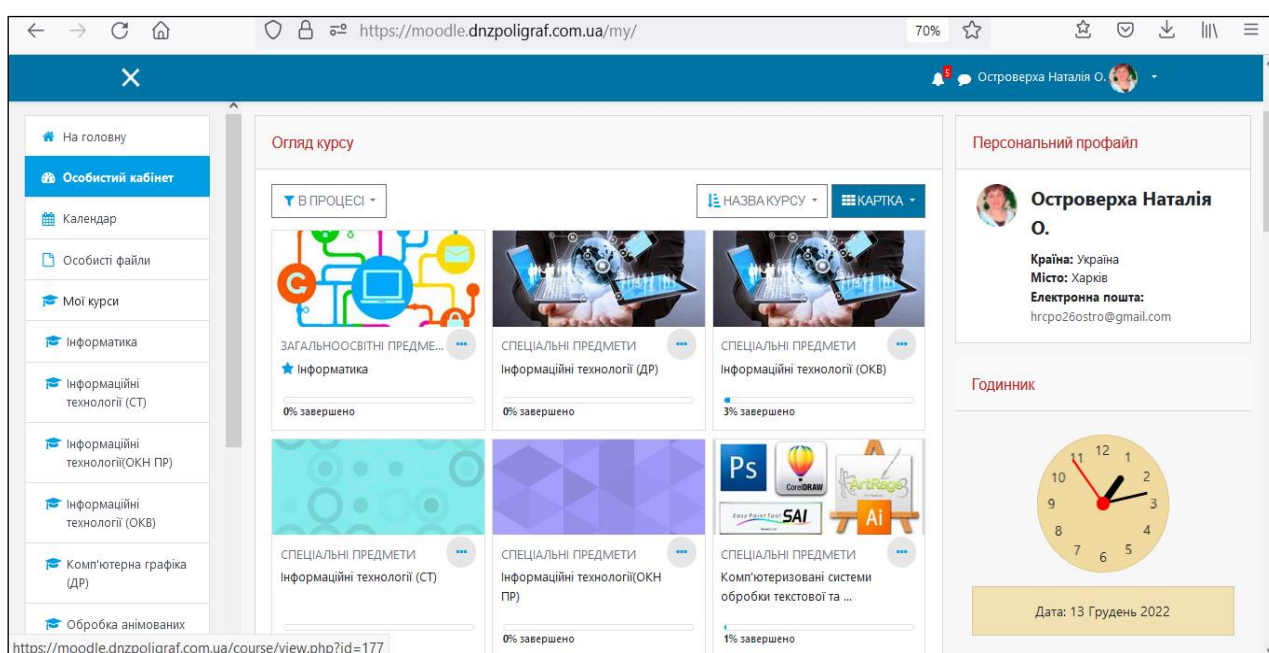 https://moodle.dnzpoligraf.com.ua/my/
70%
5
Островерха Наталія О.
На головну
Особистий кабінет
Календар
Особисті файли
Мої курси
Інформатика
Інформаційні
технології (СТ)
Інформаційні
технології(ОКН ПР)
Інформаційні
технології (ОКВ)
Комп'ютерна графіка
(ДР)
Обробка анімованих
Огляд курсу
В ПРОЦЕСІ
НАЗВА КУРСУ
КАРТКА
ЗАГАЛЬНООСВІТНІ ПРЕДМЕ...
Інформатика
0% завершено
СПЕЦІАЛЬНІ ПРЕДМЕТИ
Інформаційні технології (ДР)
0% завершено
СПЕЦІАЛЬНІ ПРЕДМЕТИ
Інформаційні технології (ОКВ)
3% завершено
СПЕЦІАЛЬНІ ПРЕДМЕТИ
Інформаційні технології (СТ)
СПЕЦІАЛЬНІ ПРЕДМЕТИ
Інформаційні технології(ОКН
ПР)
0% завершено
Ps
CorelDRAW
ArtRage
Easy Paint Tool SAI
Ai
СПЕЦІАЛЬНІ ПРЕДМЕТИ
Комп'ютеризовані системи
обробки текстової та ...
1% завершено
Персональний профайл
Островерха Наталія
О.
Країна: Україна
Місто: Харків
Електронна пошта:
hrcpo26ostro@gmail.com
Годинник
12
1
2
3
4
5
6
7
8
9
10
11
Дата: 13 Грудень 2022
https://moodle.dnzpoligraf.com.ua/course/view.php?id=177